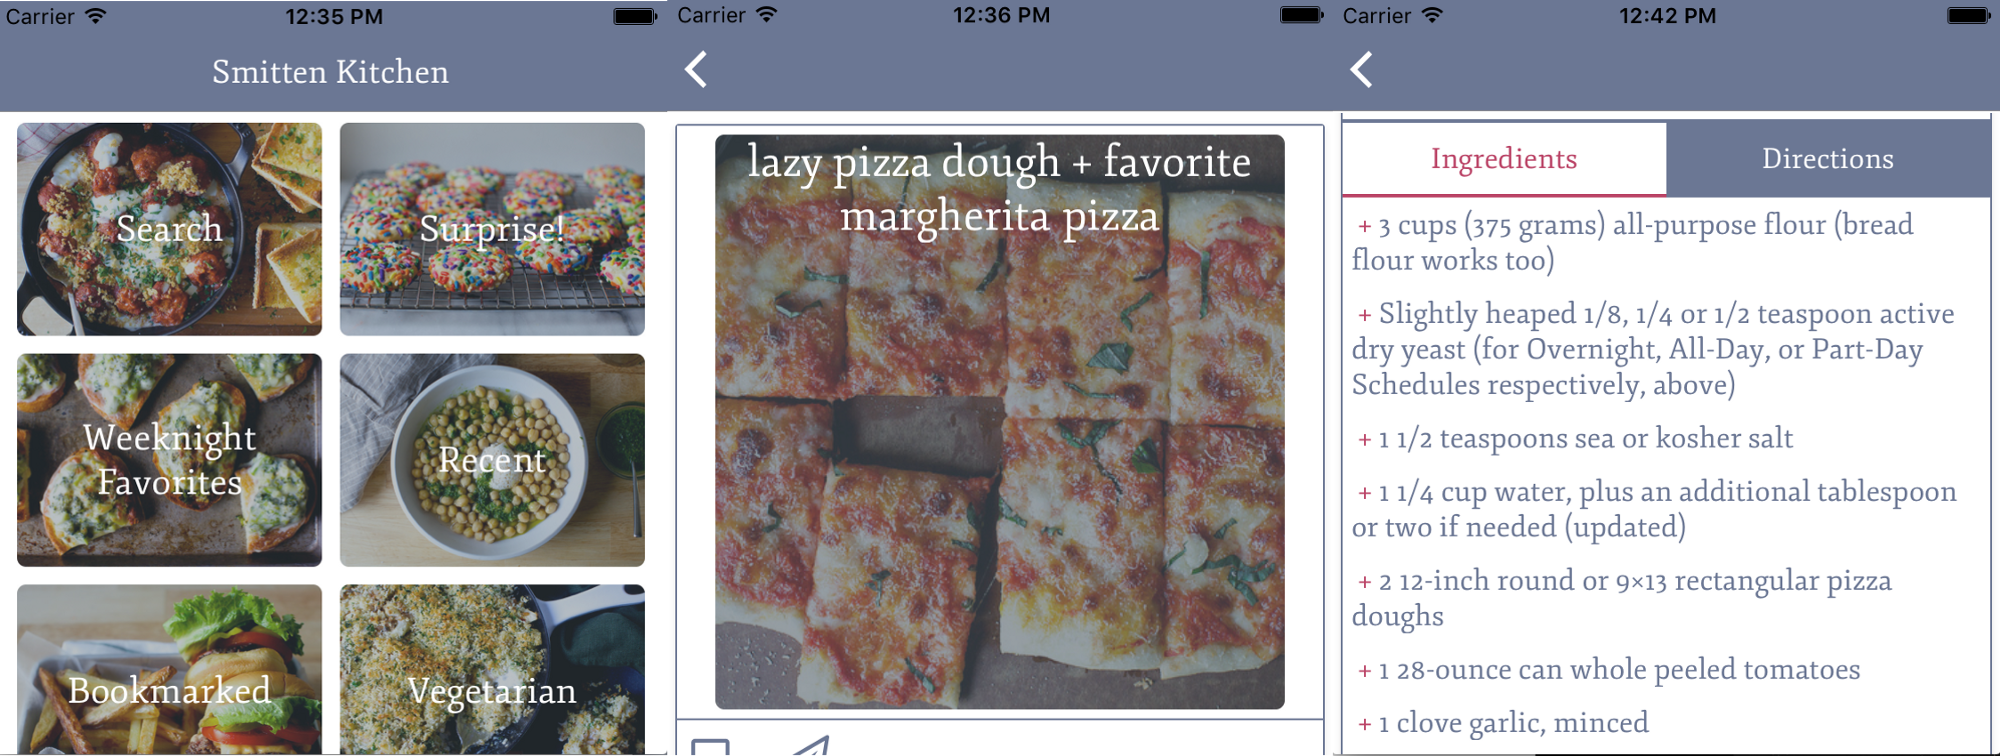 Carrier 12:35 PM
Smitten Kitchen
Search
Surprise!
Weeknight
Favorites
Recent
Bookmarked
Vegetarian
Carrier 12:36 PM
lazy pizza dough + favorite
margherita pizza
Carrier 12:42 PM
Ingredients
Directions
+ 3 cups (375 grams) all-purpose flour (bread
flour works too)
+ Slightly heaped 1/8, 1/4 or 1/2 teaspoon active
dry yeast (for Overnight, All-Day, or Part-Day
Schedules respectively, above)
+ 1 1/2 teaspoons sea or kosher salt
+ 1 1/4 cup water, plus an additional tablespoon
or two if needed (updated)
+ 2 12-inch round or 9×13 rectangular pizza
doughs
+ 1 28-ounce can whole peeled tomatoes
+ 1 clove garlic, minced